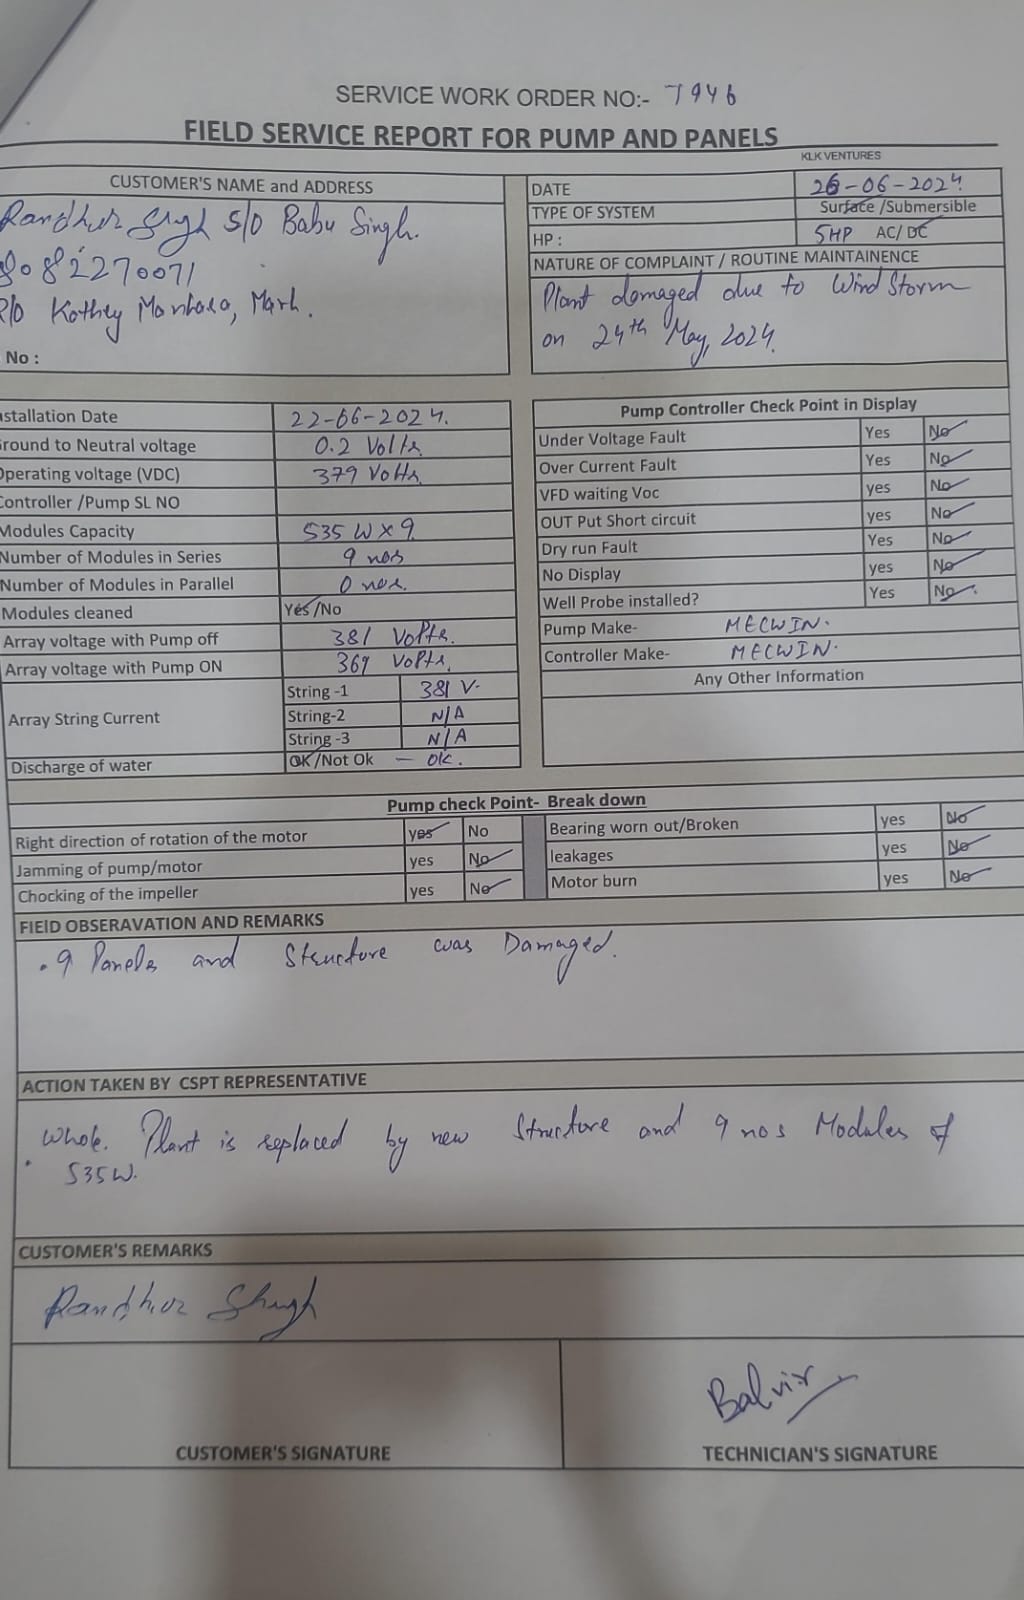 SERVICE WORK ORDER NO:- 7946
FIELD SERVICE REPORT FOR PUMP AND PANELS
KLK VENTURES
CUSTOMER'S NAME and ADDRESS
Randhir Singh S/O Babu Singh.
8082270071
R/o Kothey Manhasa, Marh.
No :
DATE 26-06-2024
TYPE OF SYSTEM Surface /Submersible
HP : 5HP AC/ DC
NATURE OF COMPLAINT / ROUTINE MAINTAINENCE
Plant damaged due to Wind Storm
on 24th May, 2024.
nstallation Date 22-06-2024.
Ground to Neutral voltage 0.2 Volts.
Operating voltage (VDC) 379 Volts.
Controller /Pump SL NO
Modules Capacity 535 W x 9.
Number of Modules in Series 9 nos
Number of Modules in Parallel 0 nos.
Modules cleaned Yes/No
Array voltage with Pump off 381 Volts.
Array voltage with Pump ON 369 Volts.
Array String Current
String -1 381 V.
String-2 N/A
String -3 N/A
Discharge of water OK/Not Ok – OK.
Pump Controller Check Point in Display
Under Voltage Fault Yes No
Over Current Fault Yes No
VFD waiting Voc yes No
OUT Put Short circuit yes No
Dry run Fault Yes No
No Display yes No
Well Probe installed? Yes No
Pump Make- MECWIN.
Controller Make- MECWIN.
Any Other Information
Pump check Point- Break down
Right direction of rotation of the motor yes No
Jamming of pump/motor yes No
Chocking of the impeller yes No
Bearing worn out/Broken yes No
leakages yes No
Motor burn yes No
FIElD OBSERAVATION AND REMARKS
. 9 Panels and Structure was Damaged.
ACTION TAKEN BY CSPT REPRESENTATIVE
Whole. Plant is replaced by new Structure and 9 nos Modules of
. 535W.
CUSTOMER'S REMARKS
Randhir Singh
Balvir
CUSTOMER'S SIGNATURE
TECHNICIAN'S SIGNATURE